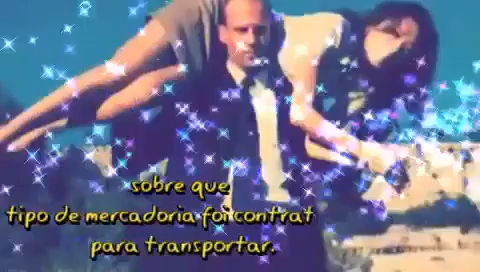 sobre que
tipo de mercadoria foi contrat
para transportar.